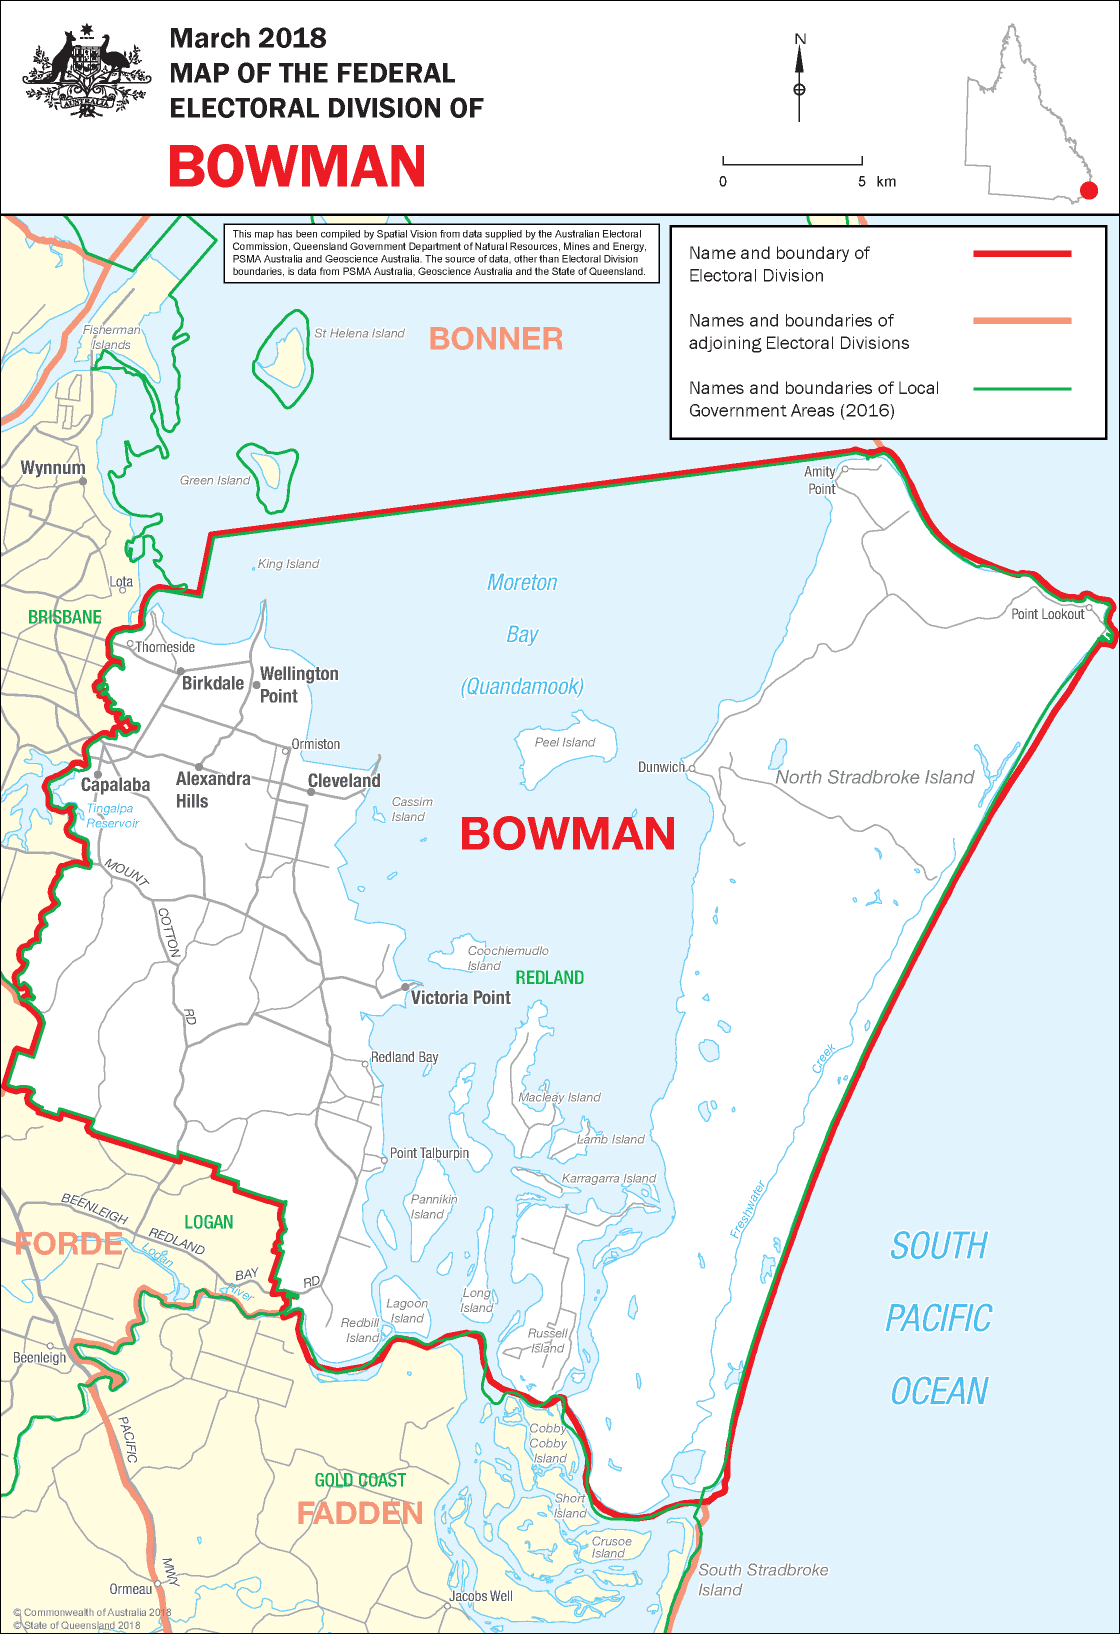 March 2018
MAP OF THE FEDERAL
ELECTORAL DIVISION OF
BOWMAN
AUSTRALIA
N
0 5 km
This map has been compiled by Spatial Vision from data supplied by the Australian Electoral
Commission, Queensland Government Department of Natural Resources, Mines and Energy,
PSMA Australia and Geoscience Australia. The source of data, other than Electoral Division
boundaries, is data from PSMA Australia, Geoscience Australia and the State of Queensland.
Name and boundary of
Electoral Division
Names and boundaries of
adjoining Electoral Divisions
Names and boundaries of Local
Government Areas (2016)
Fisherman
Islands
St Helena Island
BONNER
Wynnum
Green Island
Amity
Point
King Island
Lota
Moreton
Bay
(Quandamook)
BRISBANE
Point Lookout
Thorneside
Birkdale
Wellington
Point
Ormiston
Peel Island
Dunwich
North Stradbroke Island
Capalaba
Alexandra
Hills
Cleveland
Tingalpa
Reservoir
Cassim
Island
BOWMAN
MOUNT
COTTON
RD
Coochiemudlo
Island
REDLAND
Victoria Point
Redland Bay
Creek
Macleay Island
Lamb Island
Point Talburpin
Karragarra Island
Pannikin
Island
Freshwater
BEENLEIGH
REDLAND
BAY
RD
LOGAN
FORDE
Logan
River
SOUTH
PACIFIC
OCEAN
Long
Island
Lagoon
Island
Redbill
Island
Russell
Island
Beenleigh
PACIFIC
MWY
Cobby
Cobby
Island
GOLD COAST
FADDEN
Short
Island
Crusoe
Island
South Stradbroke
Island
Ormeau
Jacobs Well
© Commonwealth of Australia 2018
© State of Queensland 2018